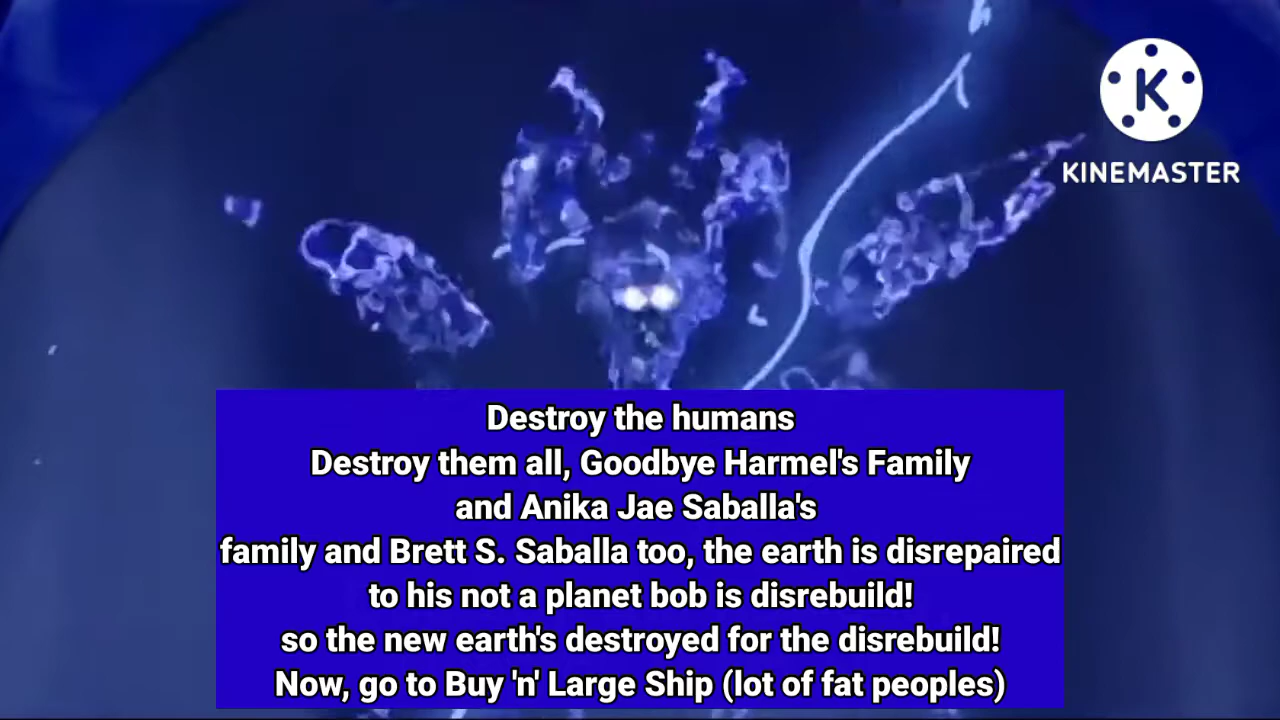 KINEMASTER
Destroy the humans
Destroy them all, Goodbye Harmel's Family
and Anika Jae Saballa's
family and Brett S. Saballa too, the earth is disrepaired
to his not a planet bob is disrebuild!
so the new earth's destroyed for the disrebuild!
Now, go to Buy 'n' Large Ship (lot of fat peoples)